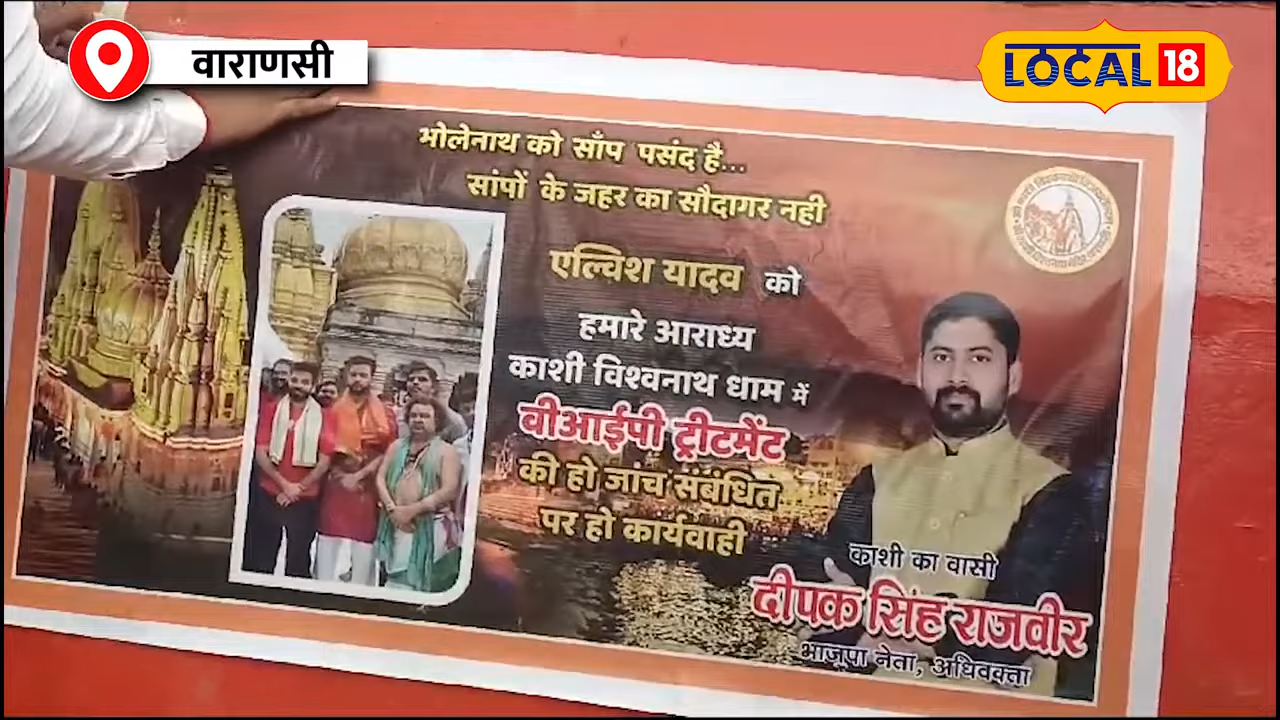 वाराणसी
LOCAL 18
भोलेनाथ को साँप पसंद है...
सांपों के जहर का सौदागर नही
एल्विश यादव को
हमारे आराध्य
काशी विश्वनाथ धाम में
वीआईपी ट्रीटमेंट
की हो जांच संबंधित
पर हो कार्यवाही
काशी का वासी
दीपक सिंह राजवीर
भाजपा नेता, अधिवक्ता